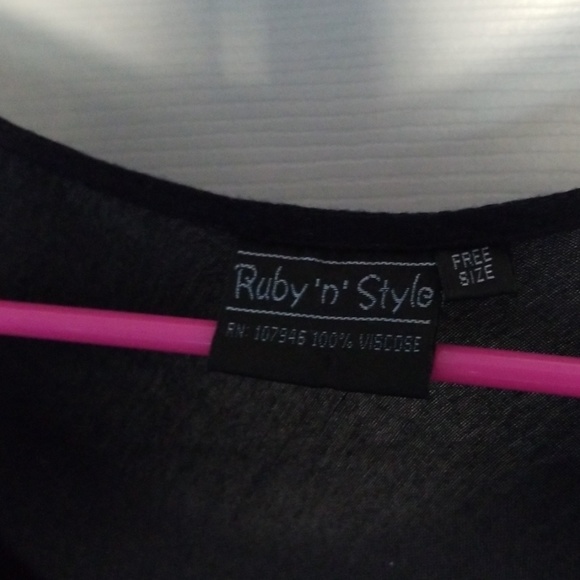 Ruby 'n' Style
RN: 107946 100% VISCOSE
FREE
SIZE